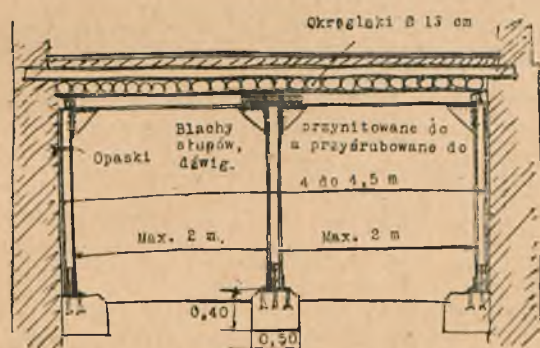 Okrąglaki Ø 13 cm
Blachy przynitowane do
słupów, a przyśrubowane do
dźwig.
Opaski
4 do 4,5 m
Max. 2 m. Max. 2 m
0,40
0,50